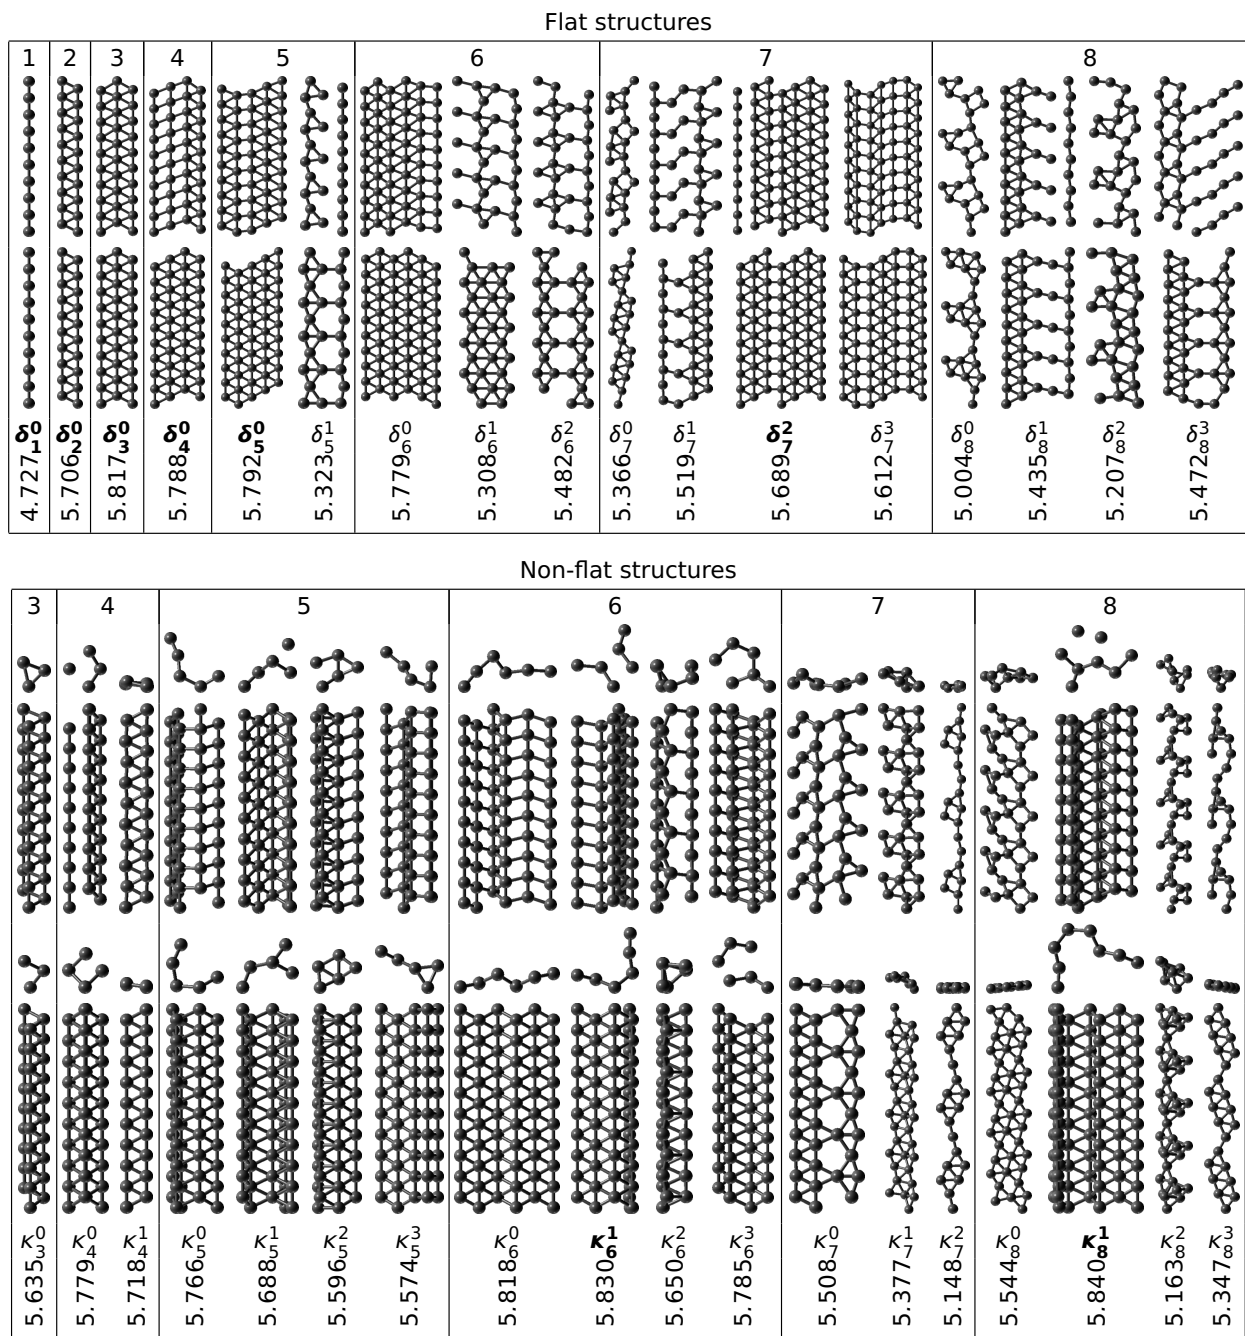 Flat structures
1 2 3 4 5 6 7 8
δ₁⁰ δ₂⁰ δ₃⁰ δ₄⁰ δ₅⁰ δ₅¹ δ₆⁰ δ₆¹ δ₆² δ₇⁰ δ₇¹ δ₇² δ₇³ δ₈⁰ δ₈¹ δ₈² δ₈³
4.727 5.706 5.817 5.788 5.792 5.323 5.779 5.308 5.482 5.366 5.519 5.689 5.612 5.004 5.435 5.207 5.472
Non-flat structures
3 4 5 6 7 8
κ₃⁰ κ₄⁰ κ₄¹ κ₅⁰ κ₅¹ κ₅² κ₅³ κ₆⁰ κ₆¹ κ₆² κ₆³ κ₇⁰ κ₇¹ κ₇² κ₈⁰ κ₈¹ κ₈² κ₈³
5.635 5.779 5.718 5.766 5.688 5.596 5.574 5.818 5.830 5.650 5.785 5.508 5.377 5.148 5.544 5.840 5.163 5.347